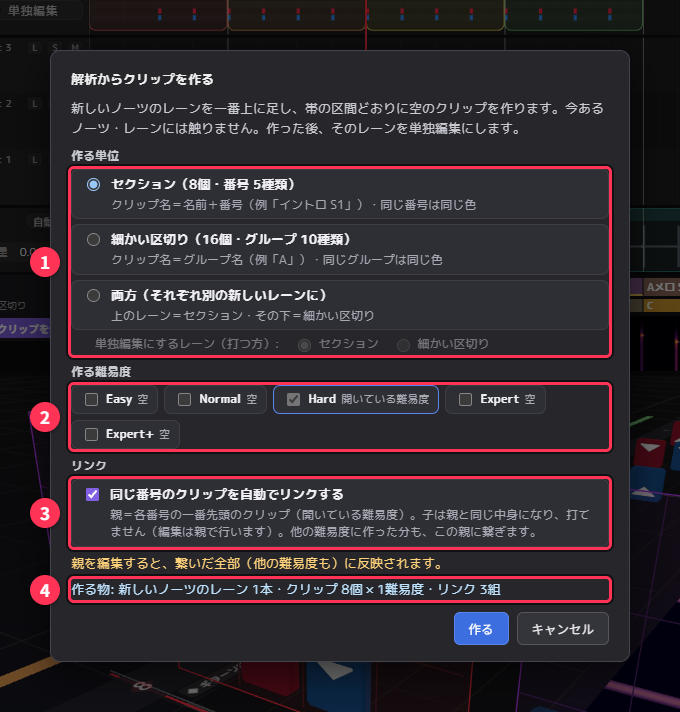 単独編集
: 3 L S M
: 2 L
: 1 L
自動
0.0
区切り
クリップを
Aメロ S
C
解析からクリップを作る
新しいノーツのレーンを一番上に足し、帯の区間どおりに空のクリップを作ります。今ある
ノーツ・レーンには触りません。作った後、そのレーンを単独編集にします。
作る単位
1
セクション（8個・番号 5種類）
クリップ名＝名前＋番号（例「イントロ S1」）・同じ番号は同じ色
細かい区切り（16個・グループ 10種類）
クリップ名＝グループ名（例「A」）・同じグループは同じ色
両方（それぞれ別の新しいレーンに）
上のレーン＝セクション・その下＝細かい区切り
単独編集にするレーン（打つ方）: セクション 細かい区切り
作る難易度
2
Easy 空 Normal 空 Hard 開いている難易度 Expert 空
Expert+ 空
リンク
3
同じ番号のクリップを自動でリンクする
親＝各番号の一番先頭のクリップ（開いている難易度）。子は親と同じ中身になり、打て
ません（編集は親で行います）。他の難易度に作った分も、この親に繋ぎます。
親を編集すると、繋いだ全部（他の難易度も）に反映されます。
4
作る物: 新しいノーツのレーン 1本・クリップ 8個 × 1難易度・リンク 3組
作る キャンセル